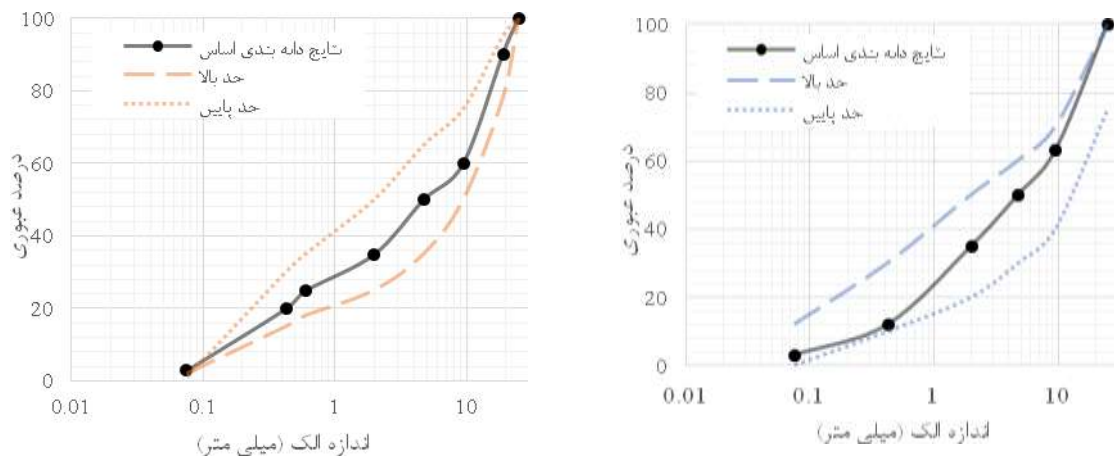 100
80
60
40
20
0
درصد عبوری
نتایج دانه بندی اساس
حد بالا
حد پایین
0.01
0.1
1
10
اندازه الک (میلی متر)
100
80
60
40
20
0
درصد عبوری
نتایج دانه بندی اساس
حد بالا
حد پایین
0.01
0.1
1
10
اندازه الک (میلی متر)